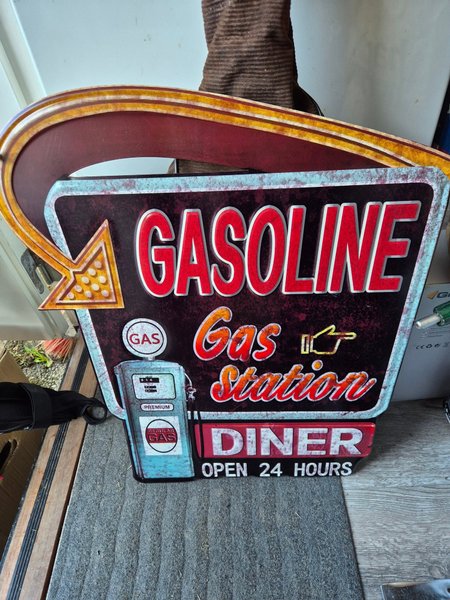 GASOLINE
Gas
Station
GAS
PREMIUM
GAS
DINER
OPEN 24 HOURS